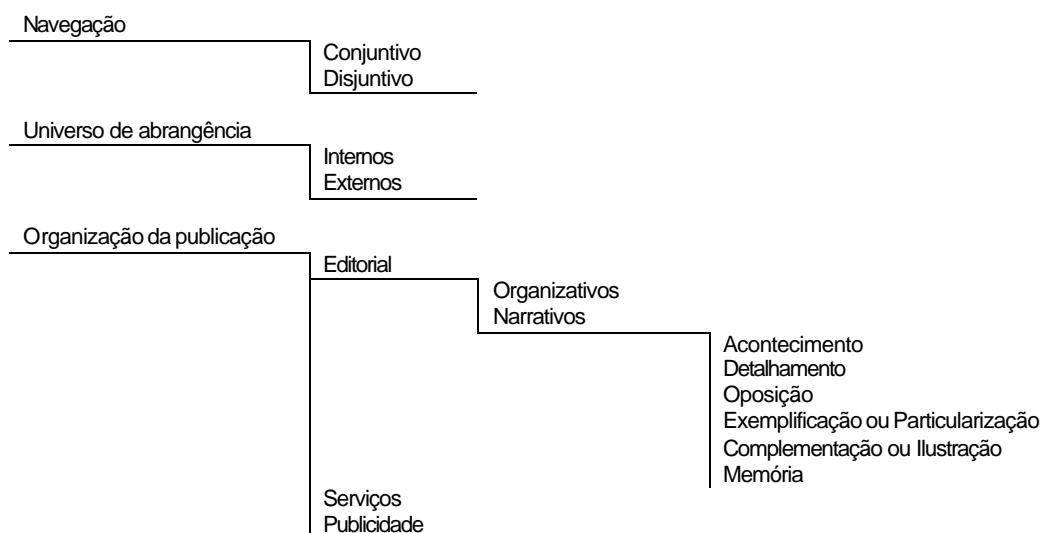 Navegação
Conjuntivo
Disjuntivo
Universo de abrangência
Internos
Externos
Organização da publicação
Editorial
Organizativos
Narrativos
Acontecimento
Detalhamento
Oposição
Exemplificação ou Particularização
Complementação ou Ilustração
Memória
Serviços
Publicidade